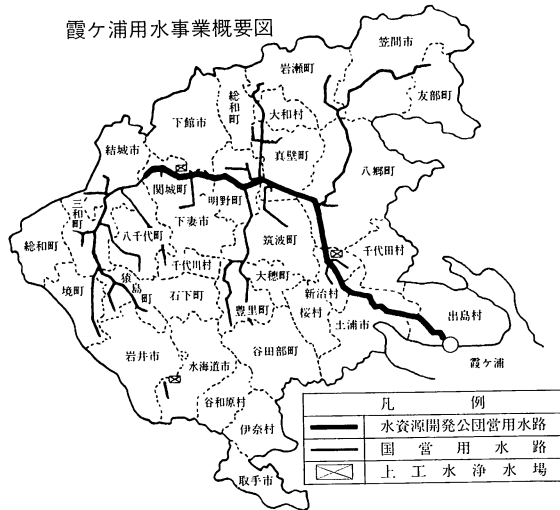 霞ケ浦用水事業概要図
笠間市
岩瀬町
友部町
総和町
大和村
下館市
真壁町
結城市
八郷町
関城町
明野町
三和町
下妻市
八千代町
筑波町
総和町
千代川村
千代田村
猿島町
大穂町
境町
石下町
新治村
出島村
豊里町
桜村
土浦市
岩井市
水海道市
谷田部町
霞ケ浦
谷和原村
伊奈村
取手市
凡例
水資源開発公団営用水路
国営用水路
上工水浄水場